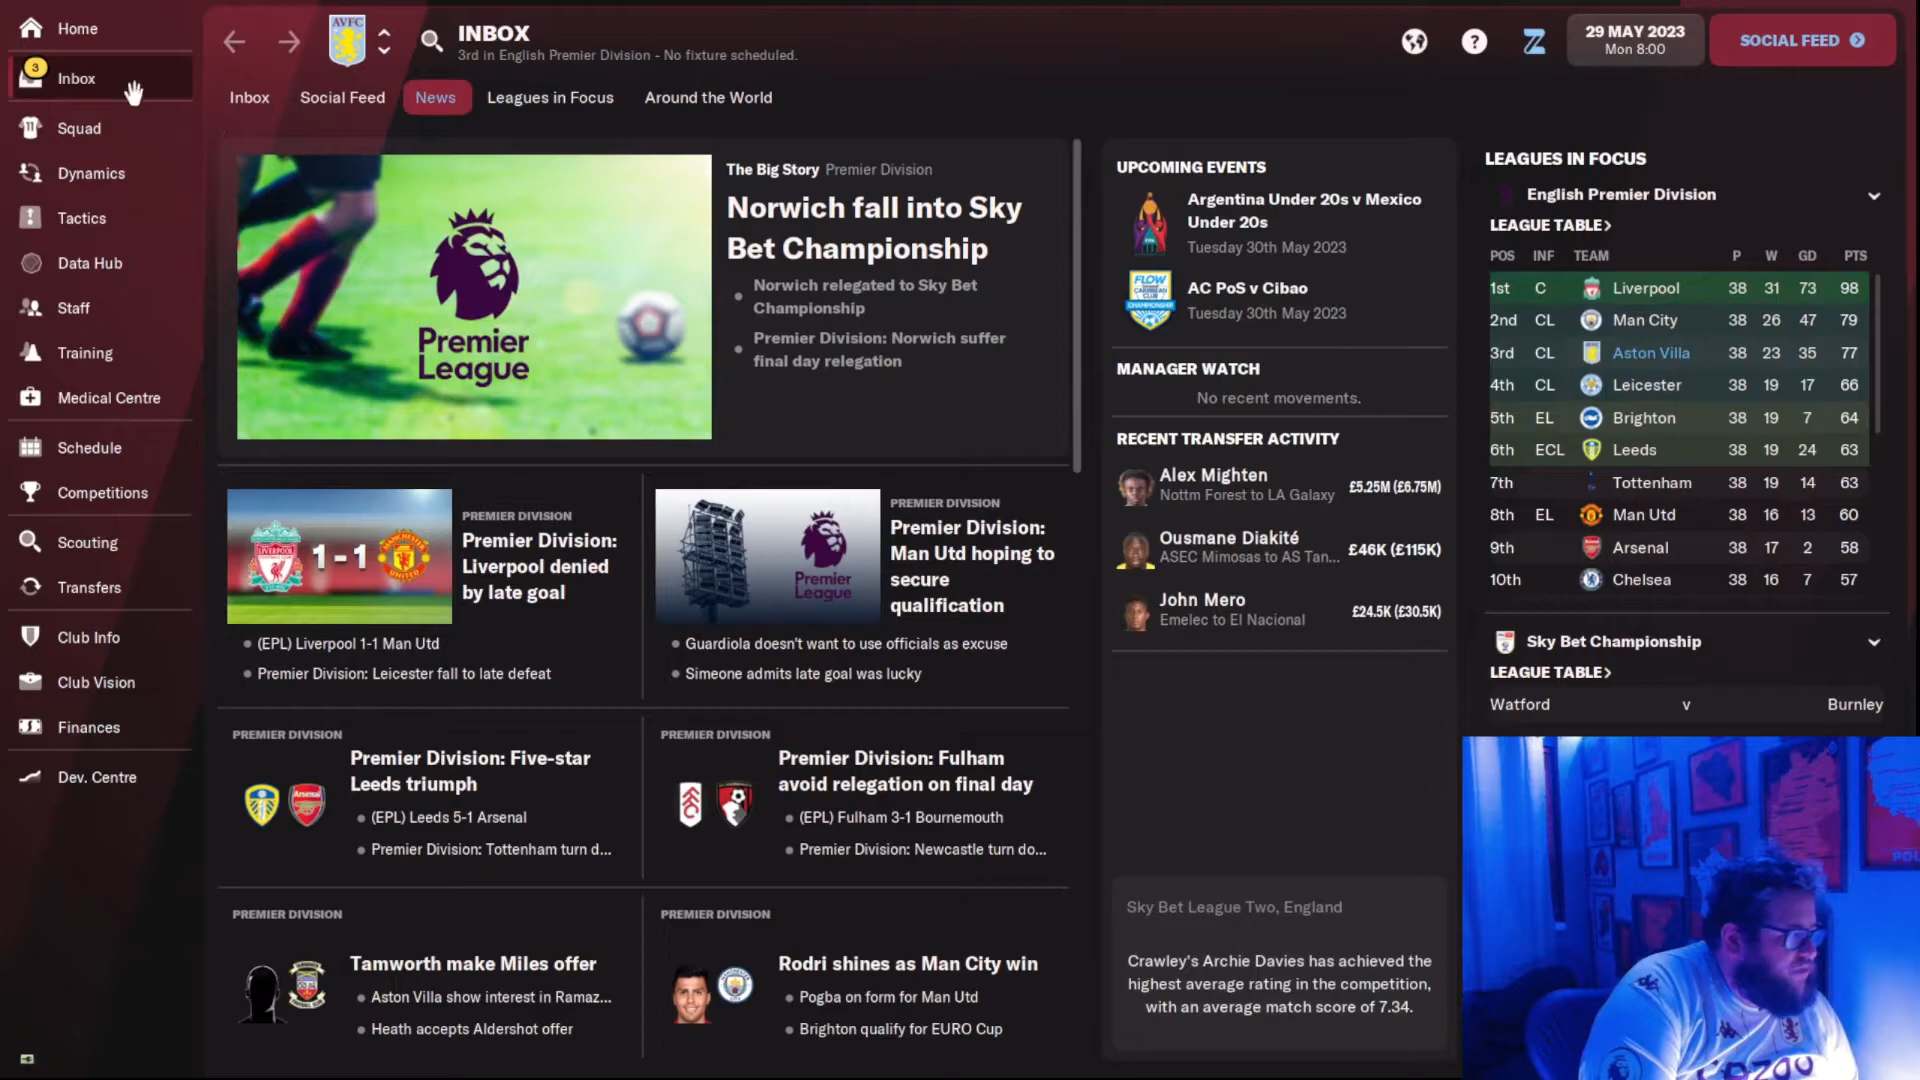 Home
3
Inbox
Squad
Dynamics
Tactics
Data Hub
Staff
Training
Medical Centre
Schedule
Competitions
Scouting
Transfers
Club Info
Club Vision
Finances
Dev. Centre
AVFC
INBOX
3rd in English Premier Division - No fixture scheduled.
29 MAY 2023
Mon 8:00
SOCIAL FEED
Inbox Social Feed News Leagues in Focus Around the World
Premier
League
The Big Story Premier Division
Norwich fall into Sky
Bet Championship
Norwich relegated to Sky Bet
Championship
Premier Division: Norwich suffer
final day relegation
1 - 1
PREMIER DIVISION
Premier Division:
Liverpool denied
by late goal
(EPL) Liverpool 1-1 Man Utd
Premier Division: Leicester fall to late defeat
Premier
League
PREMIER DIVISION
Premier Division:
Man Utd hoping to
secure
qualification
Guardiola doesn't want to use officials as excuse
Simeone admits late goal was lucky
PREMIER DIVISION
Premier Division: Five-star
Leeds triumph
(EPL) Leeds 5-1 Arsenal
Premier Division: Tottenham turn d...
PREMIER DIVISION
Premier Division: Fulham
avoid relegation on final day
(EPL) Fulham 3-1 Bournemouth
Premier Division: Newcastle turn do...
PREMIER DIVISION
Tamworth make Miles offer
Aston Villa show interest in Ramaz...
Heath accepts Aldershot offer
PREMIER DIVISION
Rodri shines as Man City win
Pogba on form for Man Utd
Brighton qualify for EURO Cup
UPCOMING EVENTS
Argentina Under 20s v Mexico
Under 20s
Tuesday 30th May 2023
FLOW
AC PoS v Cibao
Tuesday 30th May 2023
MANAGER WATCH
No recent movements.
RECENT TRANSFER ACTIVITY
Alex Mighten
Nottm Forest to LA Galaxy
£5.25M (£6.75M)
Ousmane Diakité
ASEC Mimosas to AS Tan...
£46K (£115K)
John Mero
Emelec to El Nacional
£24.5K (£30.5K)
Sky Bet League Two, England
Crawley's Archie Davies has achieved the
highest average rating in the competition,
with an average match score of 7.34.
LEAGUES IN FOCUS
English Premier Division
LEAGUE TABLE>
POS INF TEAM P W GD PTS
1st C Liverpool 38 31 73 98
2nd CL Man City 38 26 47 79
3rd CL Aston Villa 38 23 35 77
4th CL Leicester 38 19 17 66
5th EL Brighton 38 19 7 64
6th ECL Leeds 38 19 24 63
7th Tottenham 38 19 14 63
8th EL Man Utd 38 16 13 60
9th Arsenal 38 17 2 58
10th Chelsea 38 16 7 57
Sky Bet Championship
LEAGUE TABLE>
Watford v Burnley